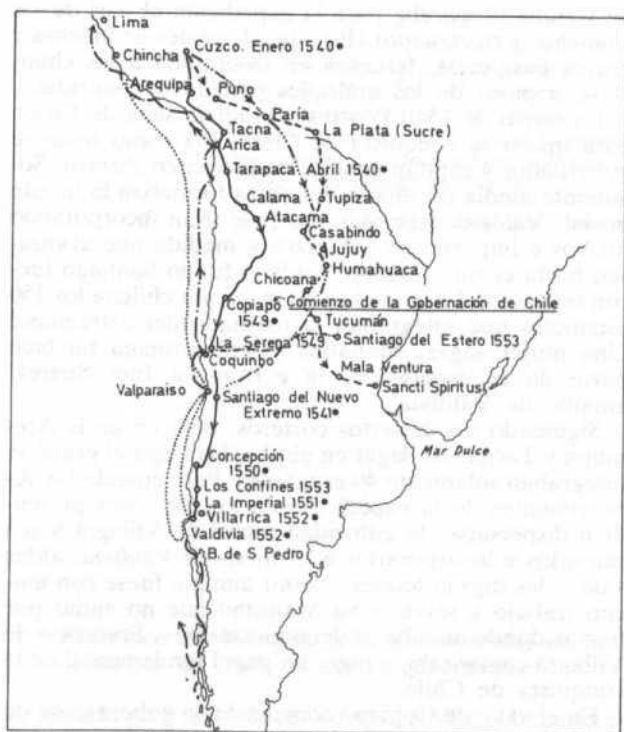 Lima
Chincha
Cuzco. Enero 1540
Arequipa
Puno
Paria
Tacna
La Plata (Sucre)
Arica
Tarapaca
Abril 1540
Calama
Tupiza
Atacama
Casabindo
Jujuy
Humahuaca
Chicoana
Comienzo de la Gobernación de Chile
Copiapó
1549
Tucumán
La Serena 1549
Santiago del Estero 1553
Coquinbo
Mala Ventura
Sancti Spiritus
Valparaiso
Santiago del Nuevo
Extremo 1541
Mar Dulce
Concepción
1550
Los Confines 1553
La Imperial 1551
Villarrica 1552
Valdivia 1552
B. de S. Pedro